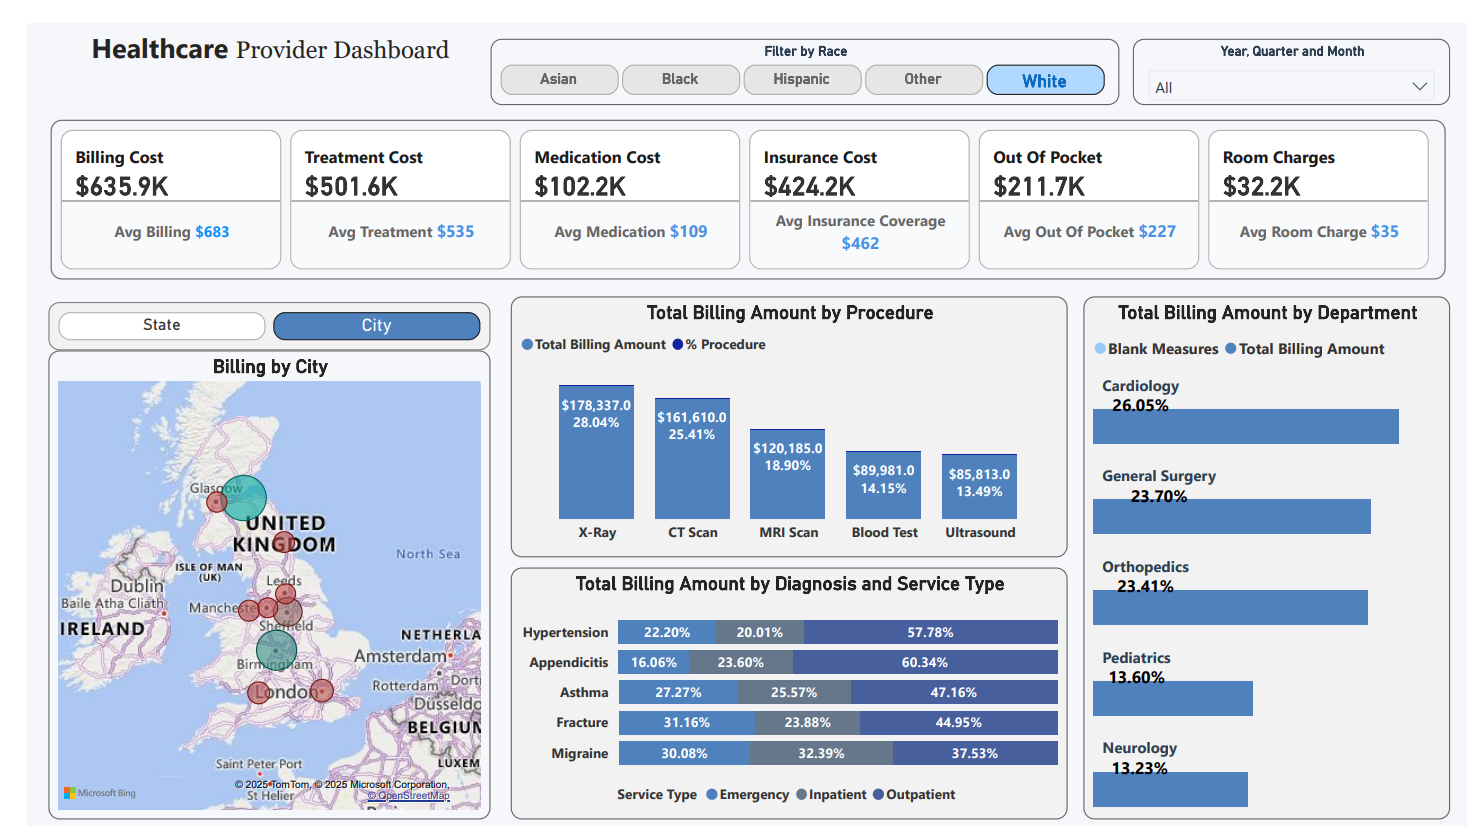 Healthcare Provider Dashboard
Filter by Race
Asian
Black
Hispanic
Other
White
Year, Quarter and Month
All
Billing Cost
$635.9K
Avg Billing $683
Treatment Cost
$501.6K
Avg Treatment $535
Medication Cost
$102.2K
Avg Medication $109
Insurance Cost
$424.2K
Avg Insurance Coverage
$462
Out Of Pocket
$211.7K
Avg Out Of Pocket $227
Room Charges
$32.2K
Avg Room Charge $35
State
City
Billing by City
Glasgow
UNITED
KINGDOM
North Sea
ISLE OF MAN
(UK)
Leeds
Dublin
Baile Atha Cliath
Manchester
IRELAND
Sheffield
NETHERLA
Birmingham
Amsterdam
Rotterdam
Dort
London
Düsseldo
BELGIUN
Saint Peter Port
LUXEM
© 2025 TomTom, © 2025 Microsoft Corporation,
Microsoft Bing
St Helier
© OpenStreetMap
Total Billing Amount by Procedure
Total Billing Amount % Procedure
$178,337.0
28.04%
$161,610.0
25.41%
$120,185.0
18.90%
$89,981.0
14.15%
$85,813.0
13.49%
X-Ray
CT Scan
MRI Scan
Blood Test
Ultrasound
Total Billing Amount by Diagnosis and Service Type
Hypertension 22.20% 20.01% 57.78%
Appendicitis 16.06% 23.60% 60.34%
Asthma 27.27% 25.57% 47.16%
Fracture 31.16% 23.88% 44.95%
Migraine 30.08% 32.39% 37.53%
Service Type Emergency Inpatient Outpatient
Total Billing Amount by Department
Blank Measures Total Billing Amount
Cardiology
26.05%
General Surgery
23.70%
Orthopedics
23.41%
Pediatrics
13.60%
Neurology
13.23%